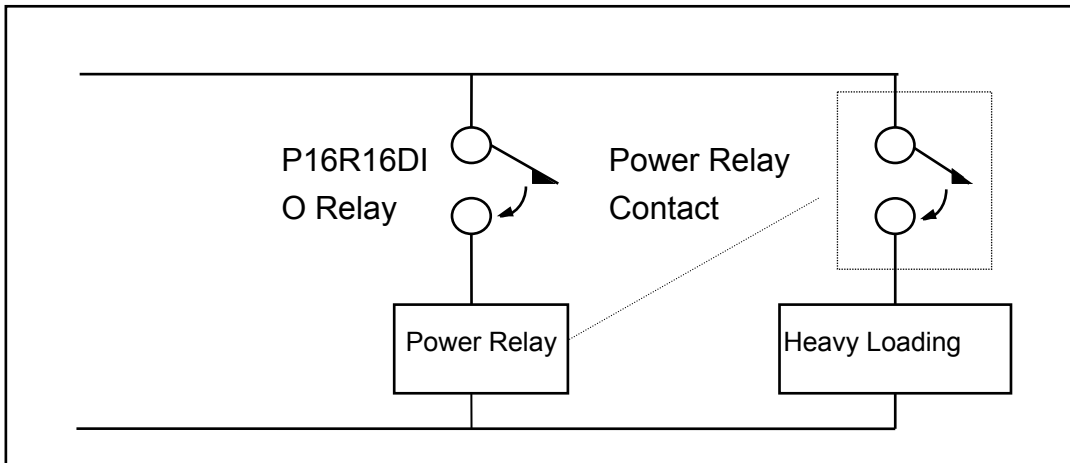 P16R16DI
O Relay
Power Relay
Contact
Power Relay
Heavy Loading